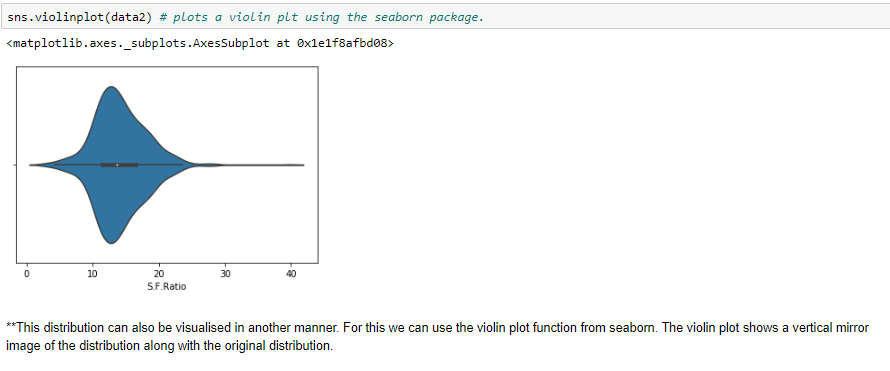 sns.violinplot(data2) # plots a violin plt using the seaborn package.
<matplotlib.axes._subplots.AxesSubplot at 0x1e1f8afbd08>
0 10 20 30 40
S.F.Ratio
**This distribution can also be visualised in another manner. For this we can use the violin plot function from seaborn. The violin plot shows a vertical mirror
image of the distribution along with the original distribution.